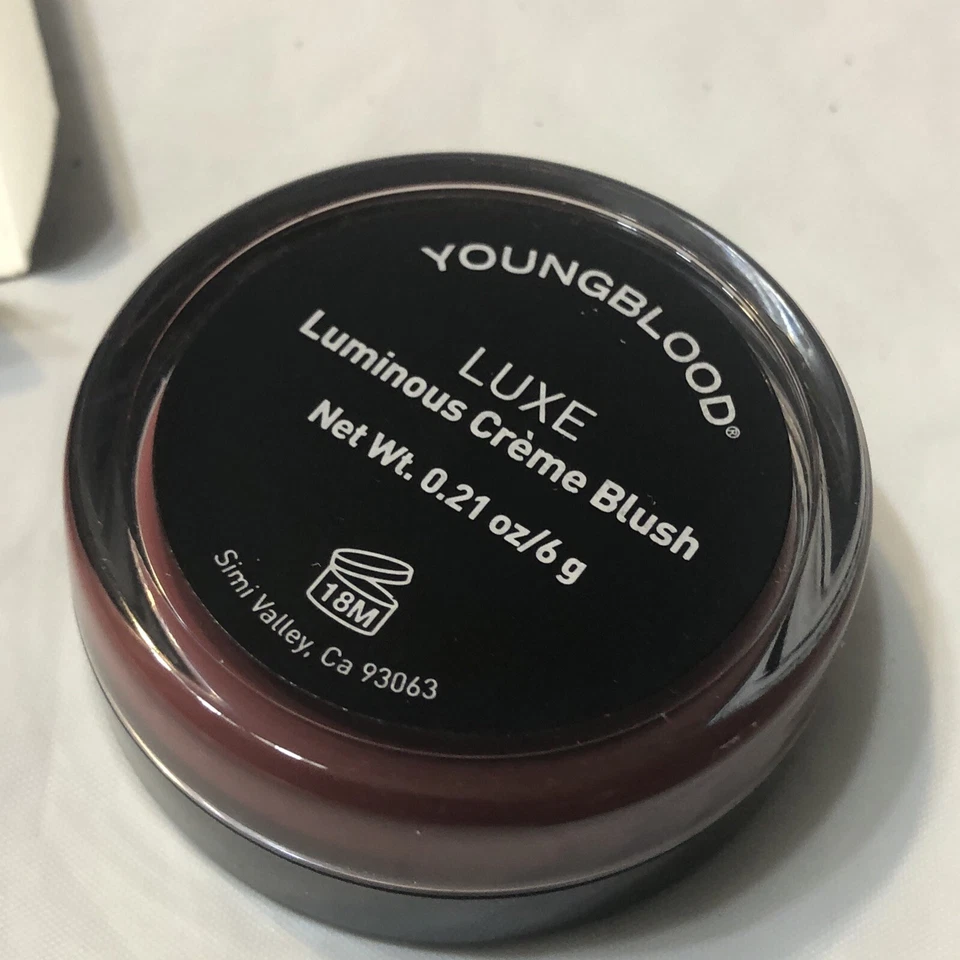 YOUNGBLOOD®
LUXE
Luminous Crème Blush
Net Wt. 0.21 oz/6 g
18M
Simi Valley, Ca 93063